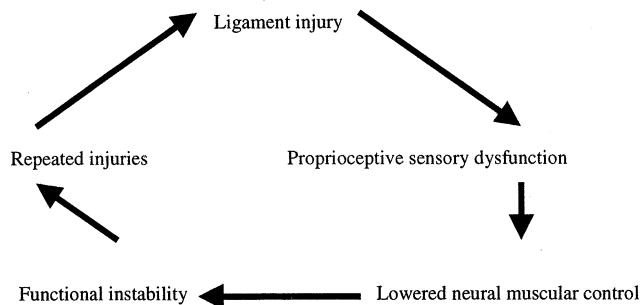 Ligament injury
Repeated injuries
Proprioceptive sensory dysfunction
Functional instability
Lowered neural muscular control